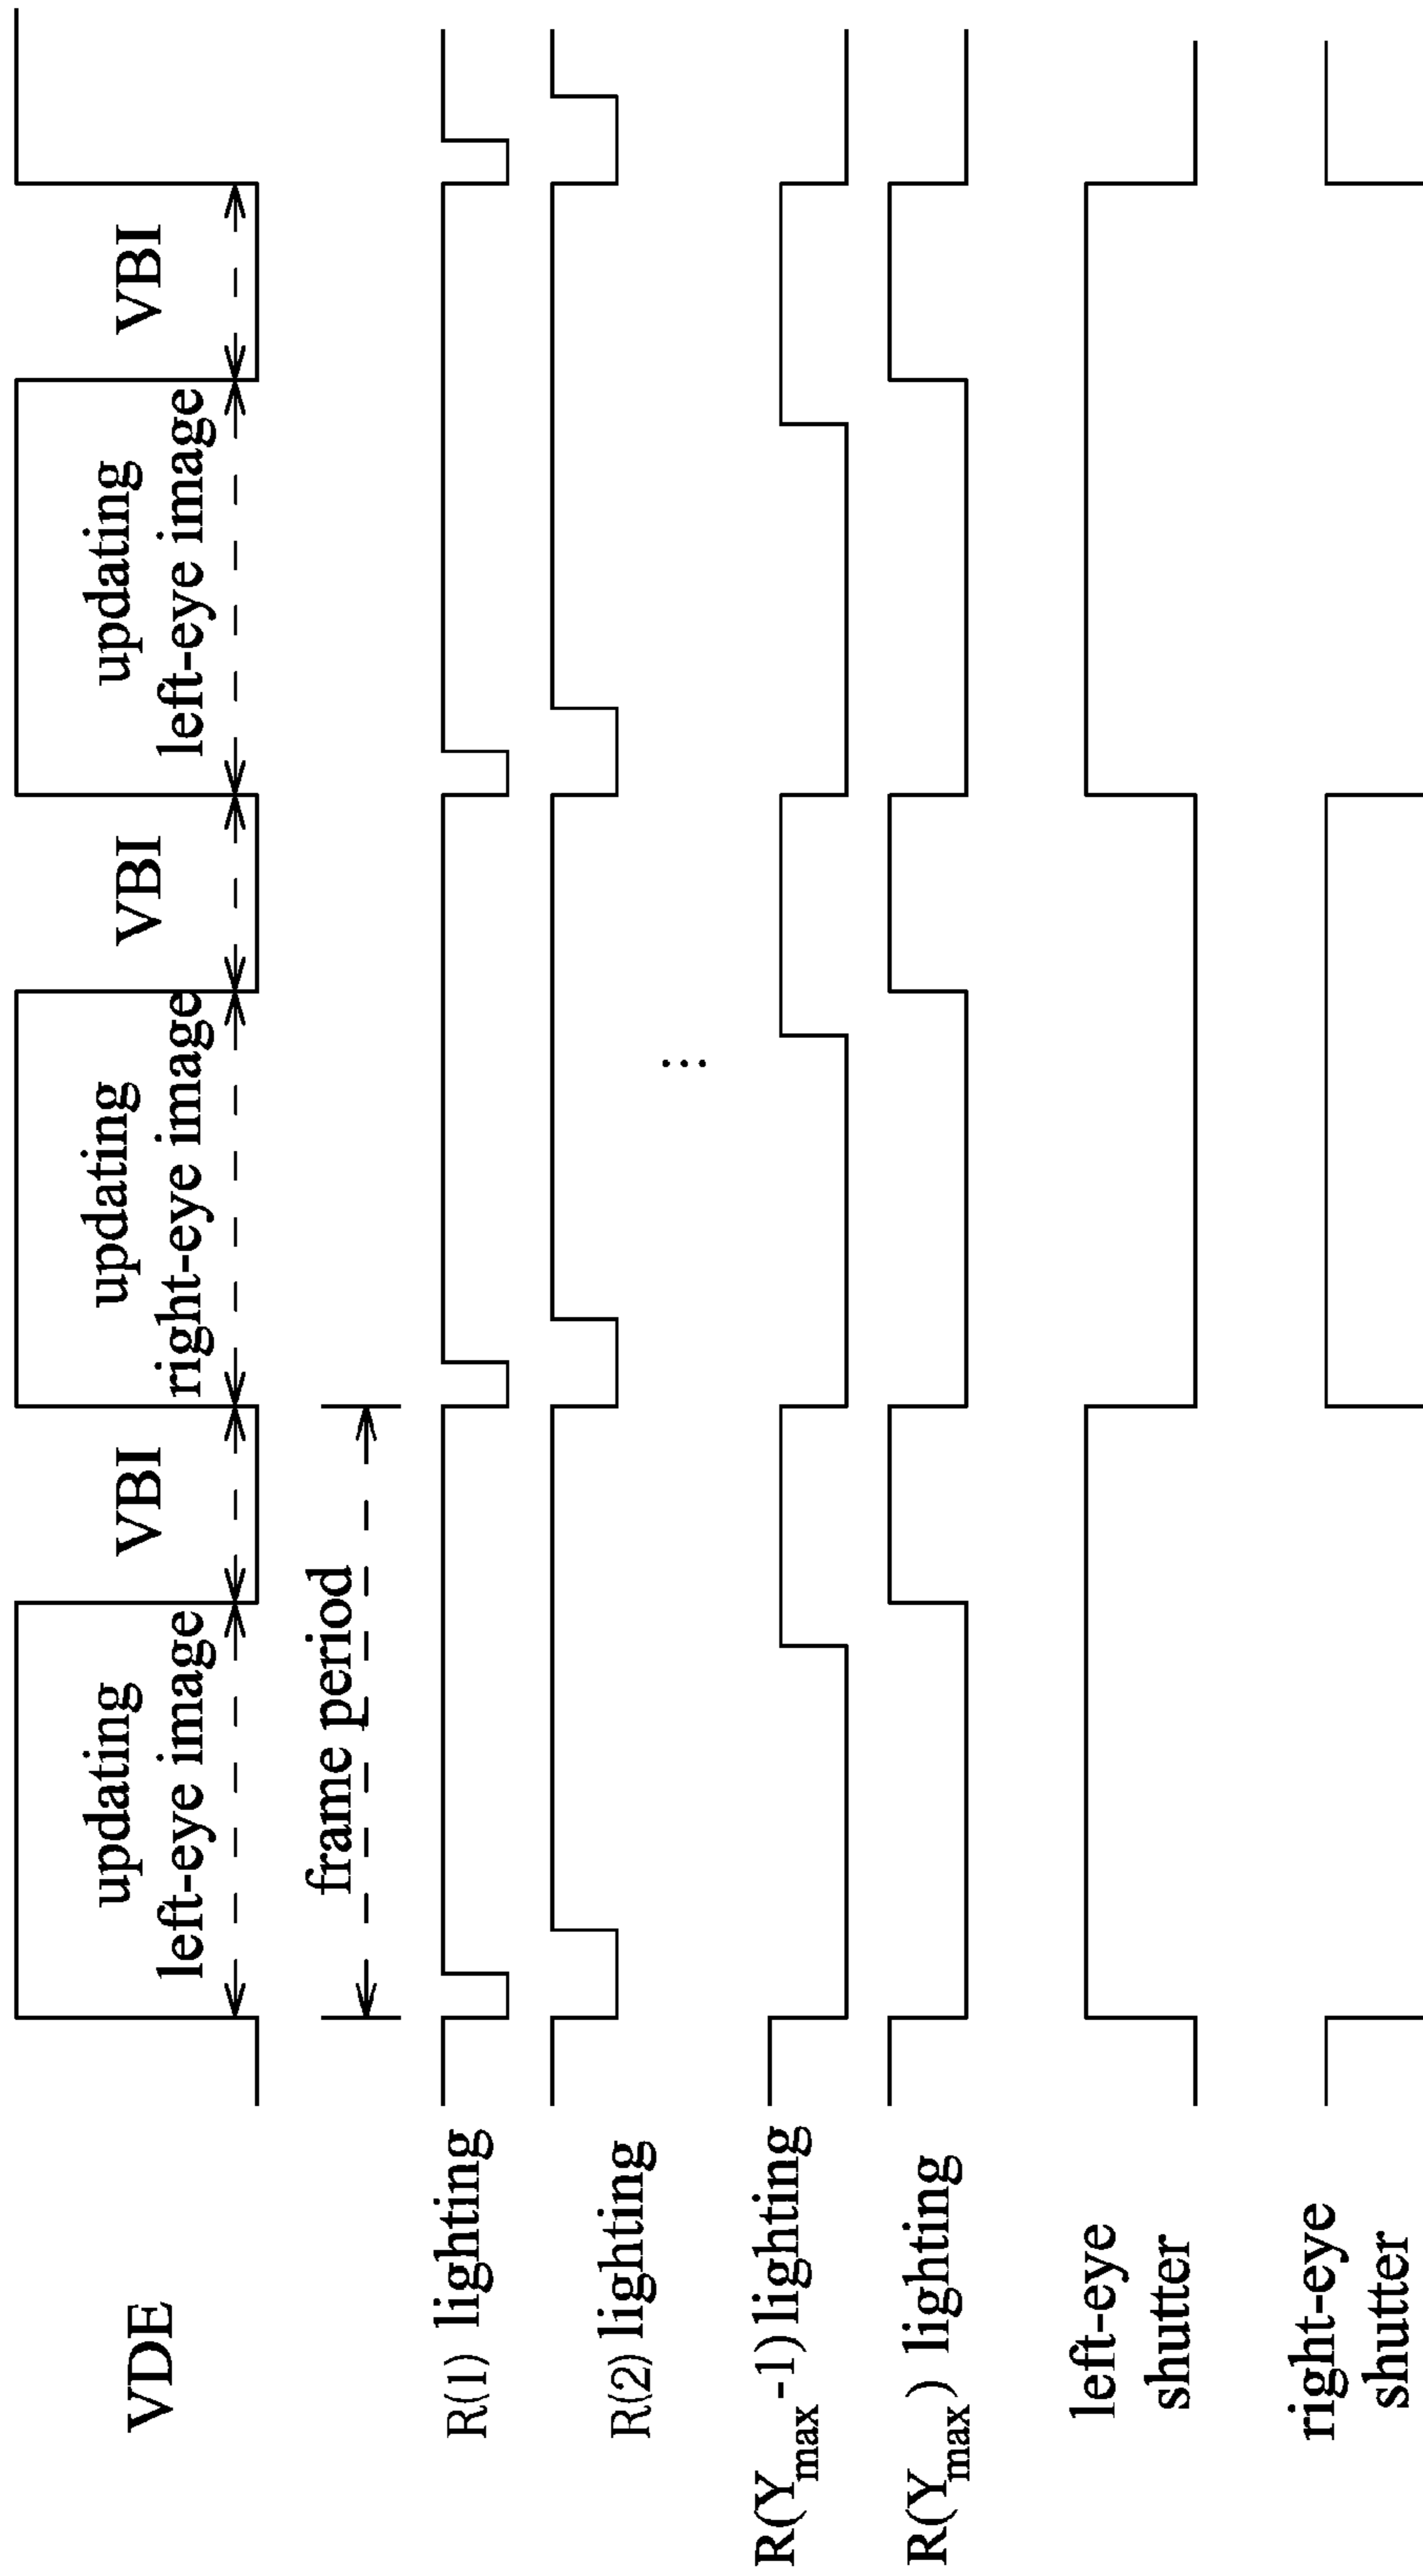 VDE
updating
left-eye image
VBI
updating
right-eye image
VBI
updating
left-eye image
VBI
frame period
R(1) lighting
R(2) lighting
⋮
R(Ymax-1) lighting
R(Ymax) lighting
left-eye
shutter
right-eye
shutter